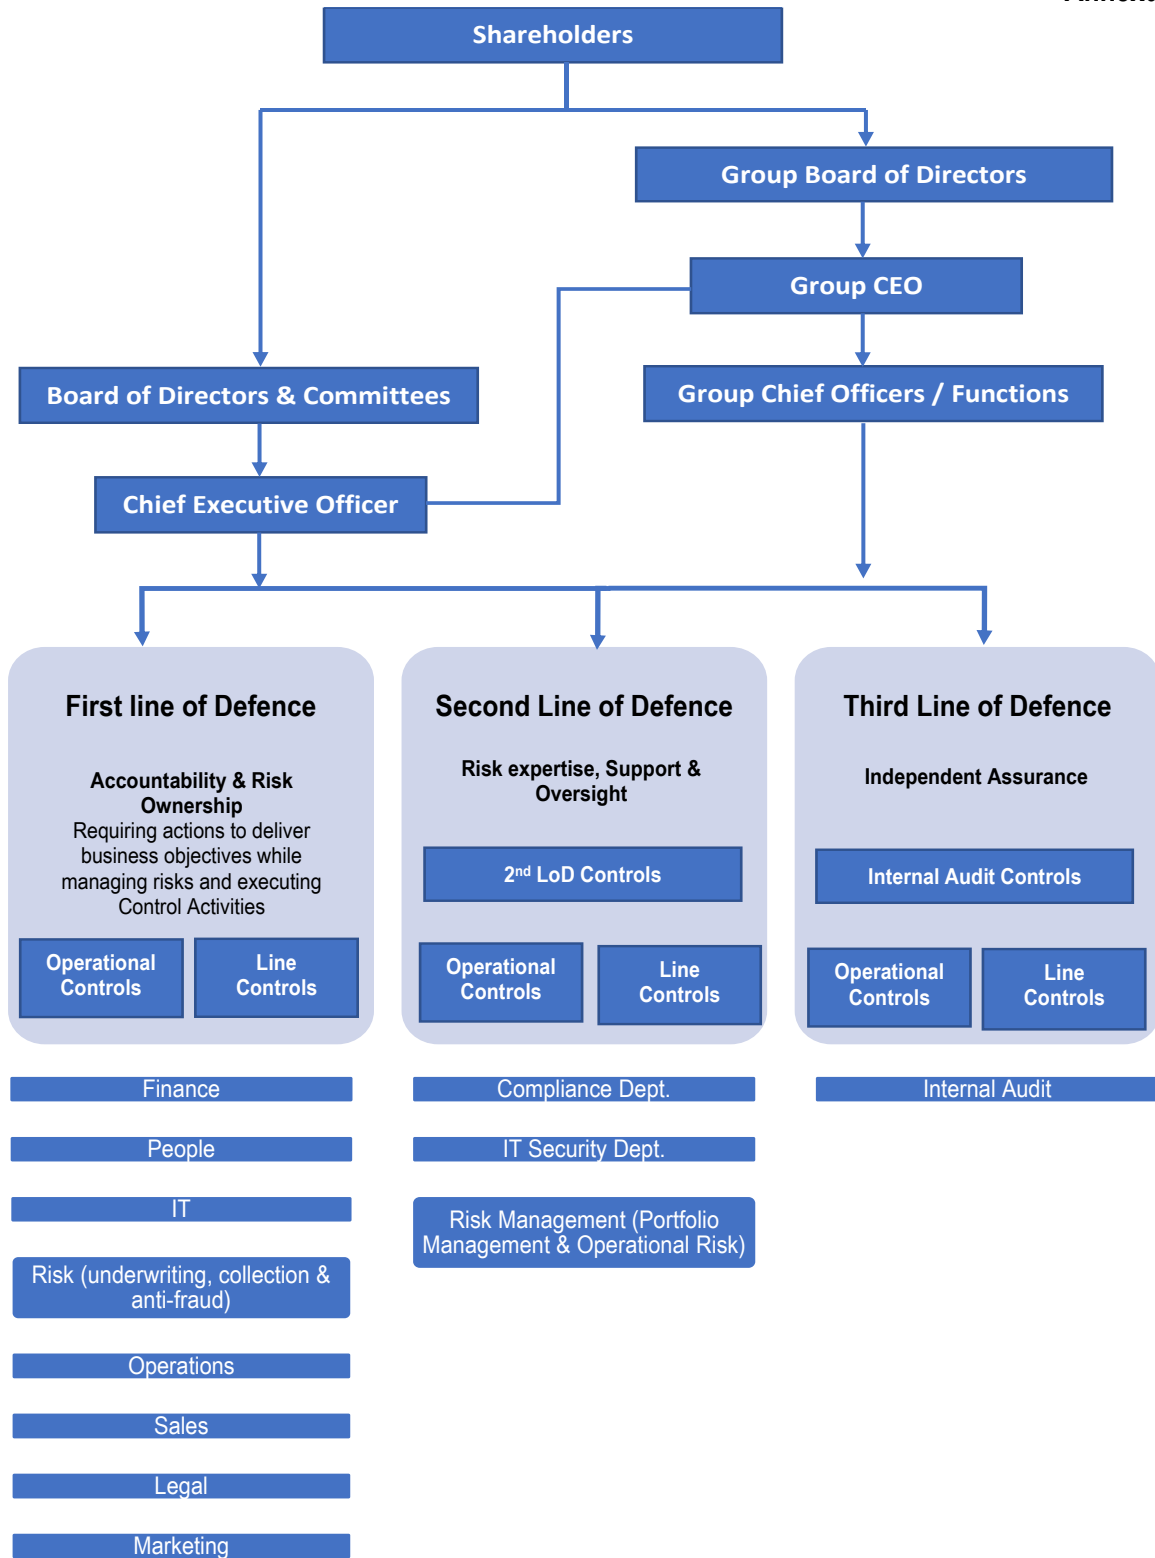 Shareholders
Group Board of Directors
Group CEO
Board of Directors & Committees
Group Chief Officers / Functions
Chief Executive Officer
First line of Defence
Accountability & Risk
Ownership
Requiring actions to deliver
business objectives while
managing risks and executing
Control Activities
Operational
Controls
Line
Controls
Second Line of Defence
Risk expertise, Support &
Oversight
2nd LoD Controls
Operational
Controls
Line
Controls
Third Line of Defence
Independent Assurance
Internal Audit Controls
Operational
Controls
Line
Controls
Finance
People
IT
Risk (underwriting, collection &
anti-fraud)
Operations
Sales
Legal
Marketing
Compliance Dept.
IT Security Dept.
Risk Management (Portfolio
Management & Operational Risk)
Internal Audit